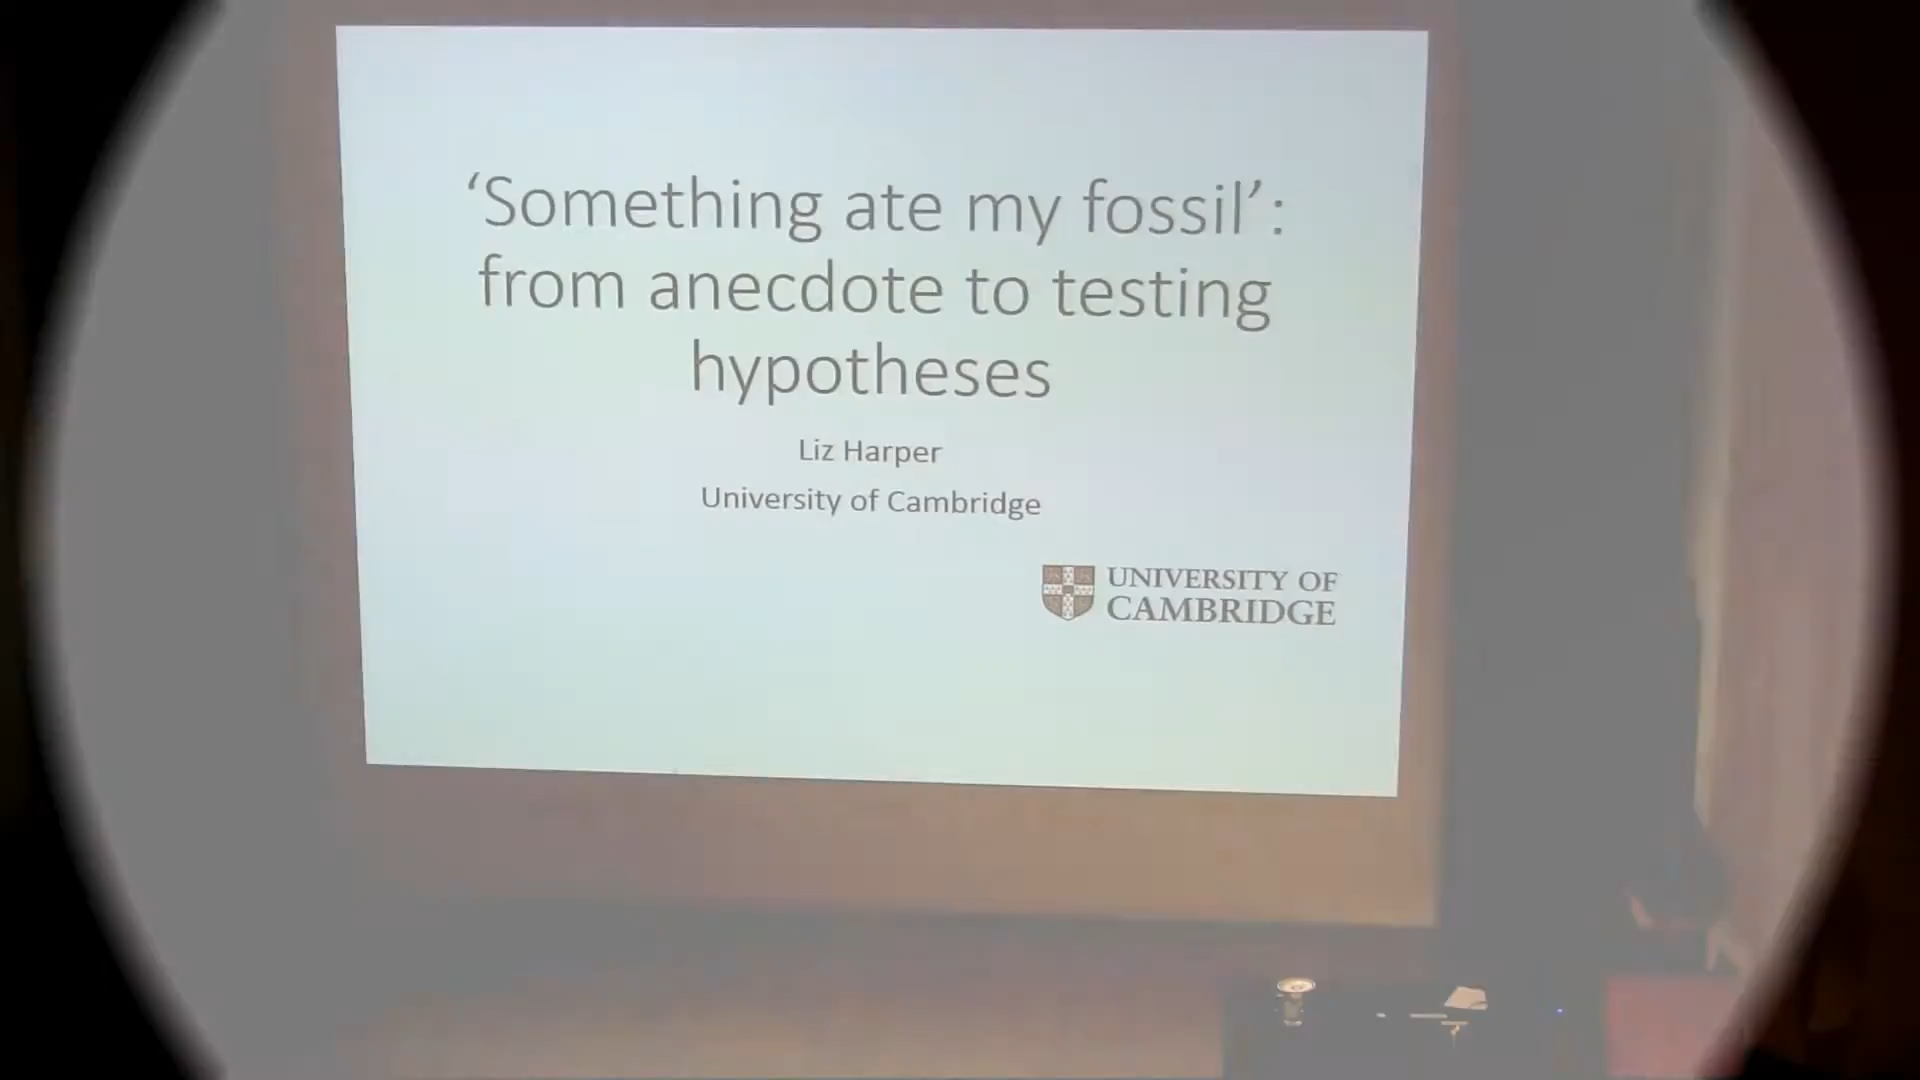 ‘Something ate my fossil’:
from anecdote to testing
hypotheses
Liz Harper
University of Cambridge
UNIVERSITY OF
CAMBRIDGE